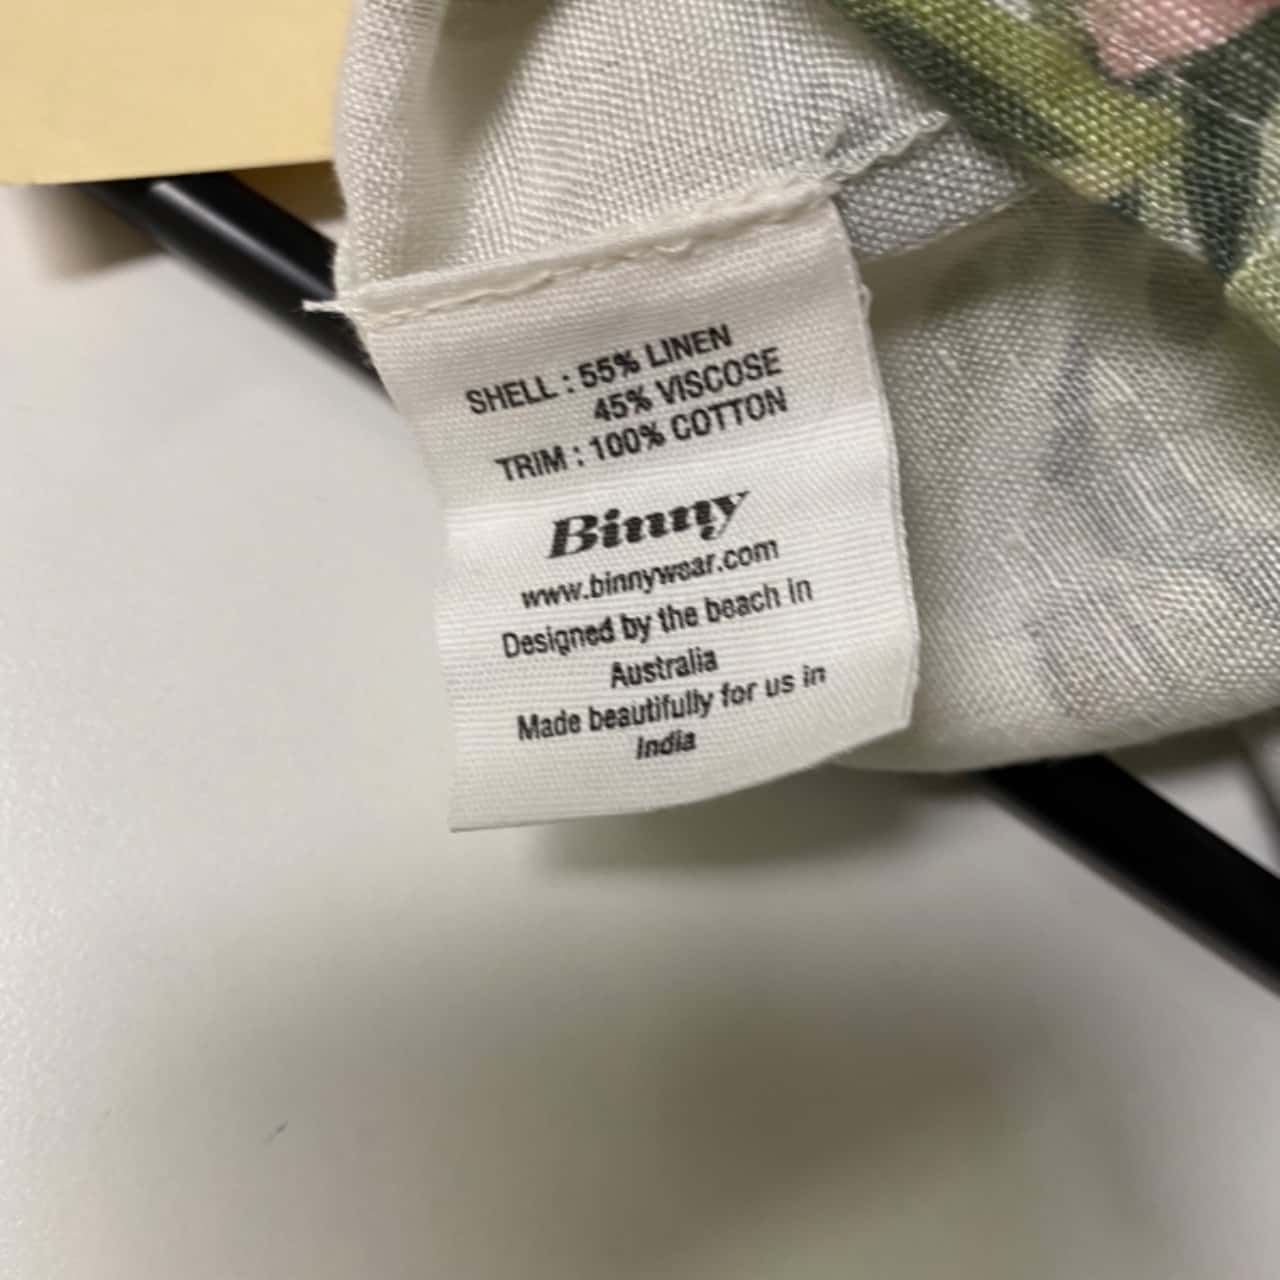 SHELL : 55% LINEN
45% VISCOSE
TRIM : 100% COTTON
Binny
www.binnywear.com
Designed by the beach in
Australia
Made beautifully for us in
India